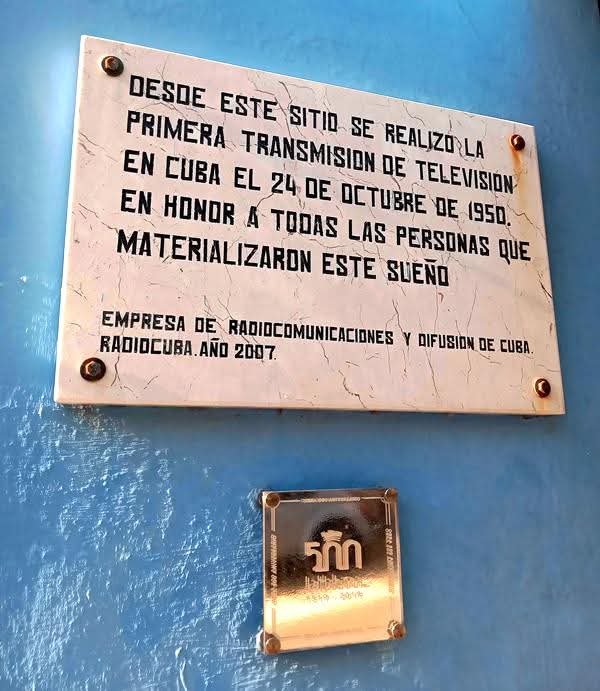 DESDE ESTE SITIO SE REALIZO LA
PRIMERA TRANSMISION DE TELEVISIÓN
EN CUBA EL 24 DE OCTUBRE DE 1950.
EN HONOR A TODAS LAS PERSONAS QUE
MATERIALIZARON ESTE SUEÑO
EMPRESA DE RADIOCOMUNICACIONES Y DIFUSION DE CUBA.
RADIOCUBA.AÑO 2007.
500